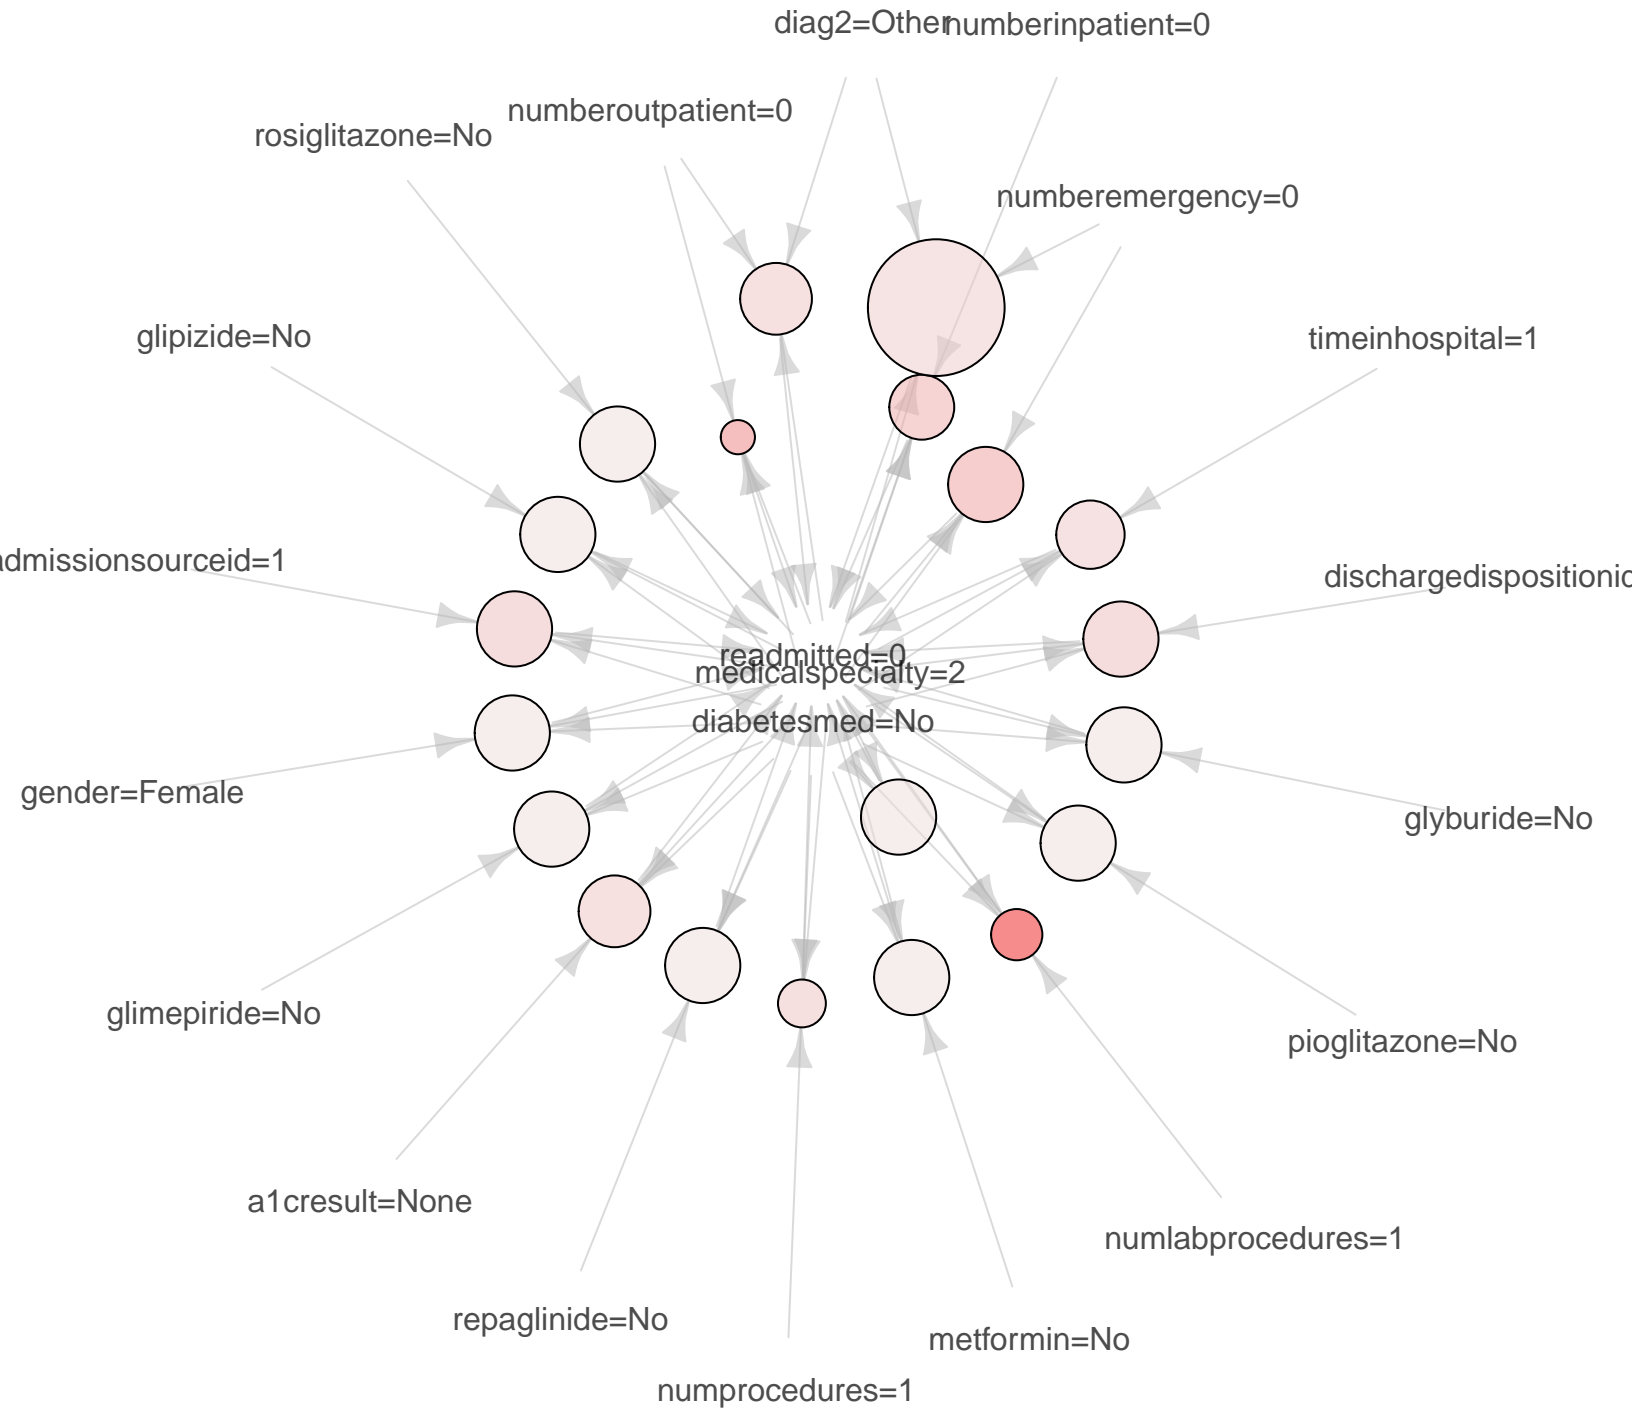 diag2=Other
numberinpatient=0
numberoutpatient=0
rosiglitazone=No
numberemergency=0
glipizide=No
timeinhospital=1
admissionsourceid=1
dischargedispositionid
readmitted=0
medicalspecialty=2
diabetesmed=No
gender=Female
glyburide=No
glimepiride=No
pioglitazone=No
a1cresult=None
numlabprocedures=1
repaglinide=No
metformin=No
numprocedures=1